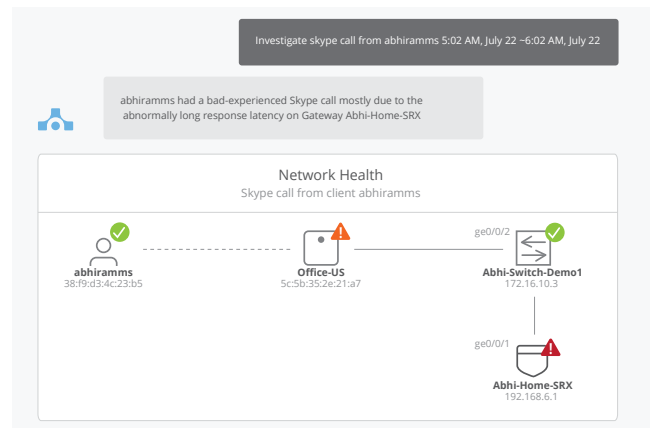 Investigate skype call from abhiramms 5:02 AM, July 22 ~6:02 AM, July 22
abhiramms had a bad-experienced Skype call mostly due to the
abnormally long response latency on Gateway Abhi-Home-SRX
Network Health
Skype call from client abhiramms
ge0/0/2
abhiramms
38:f9:d3:4c:23:b5
Office-US
5c:5b:35:2e:21:a7
Abhi-Switch-Demo1
172.16.10.3
ge0/0/1
Abhi-Home-SRX
192.168.6.1